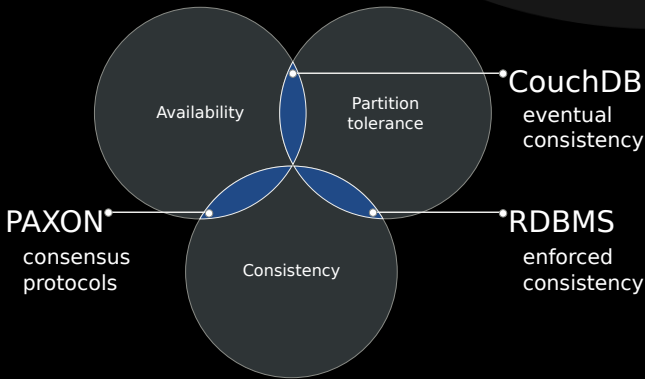 Availability
Partition
tolerance
CouchDB
eventual
consistency
PAXON
consensus
protocols
RDBMS
enforced
consistency
Consistency